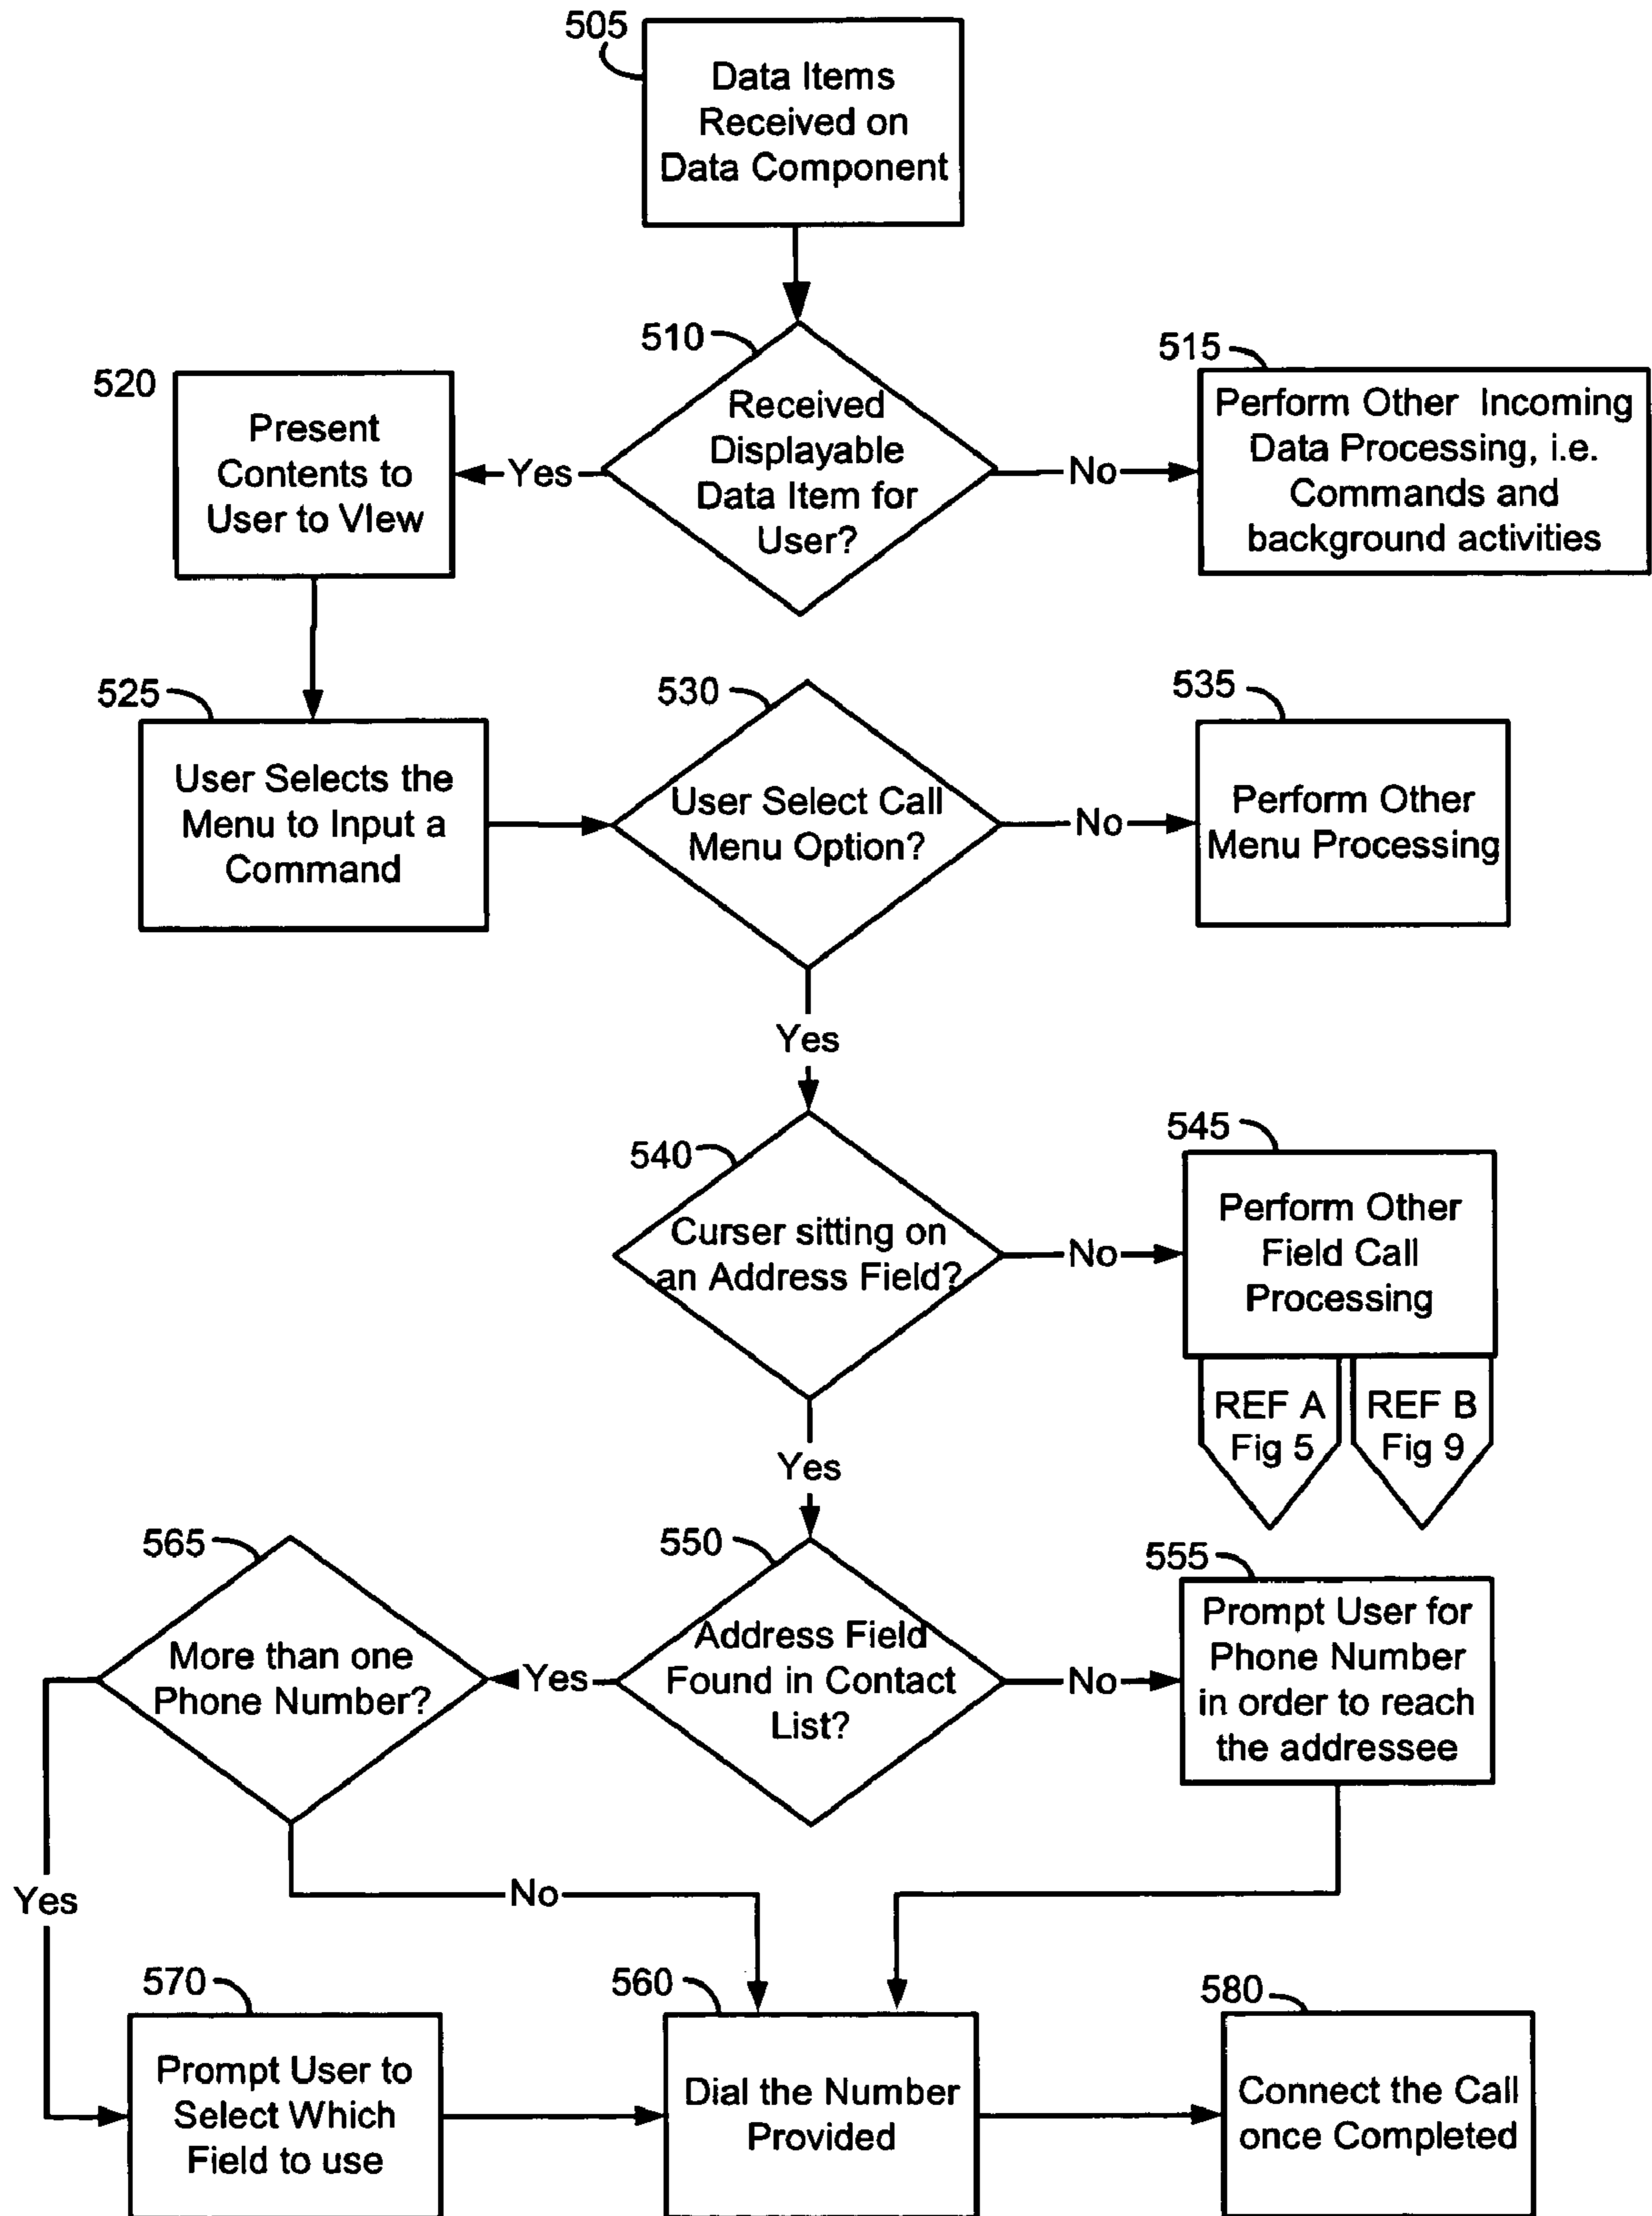 505
Data Items
Received on
Data Component
510
Received
Displayable
Data Item for
User?
Yes
No
515
Perform Other Incoming
Data Processing, i.e.
Commands and
background activities
520
Present
Contents to
User to VIew
525
User Selects the
Menu to Input a
Command
530
User Select Call
Menu Option?
No
535
Perform Other
Menu Processing
Yes
540
Curser sitting on
an Address Field?
No
545
Perform Other
Field Call
Processing
REF A
Fig 5
REF B
Fig 9
Yes
550
Address Field
Found in Contact
List?
No
555
Prompt User for
Phone Number
in order to reach
the addressee
Yes
565
More than one
Phone Number?
Yes
No
570
Prompt User to
Select Which
Field to use
560
Dial the Number
Provided
580
Connect the Call
once Completed